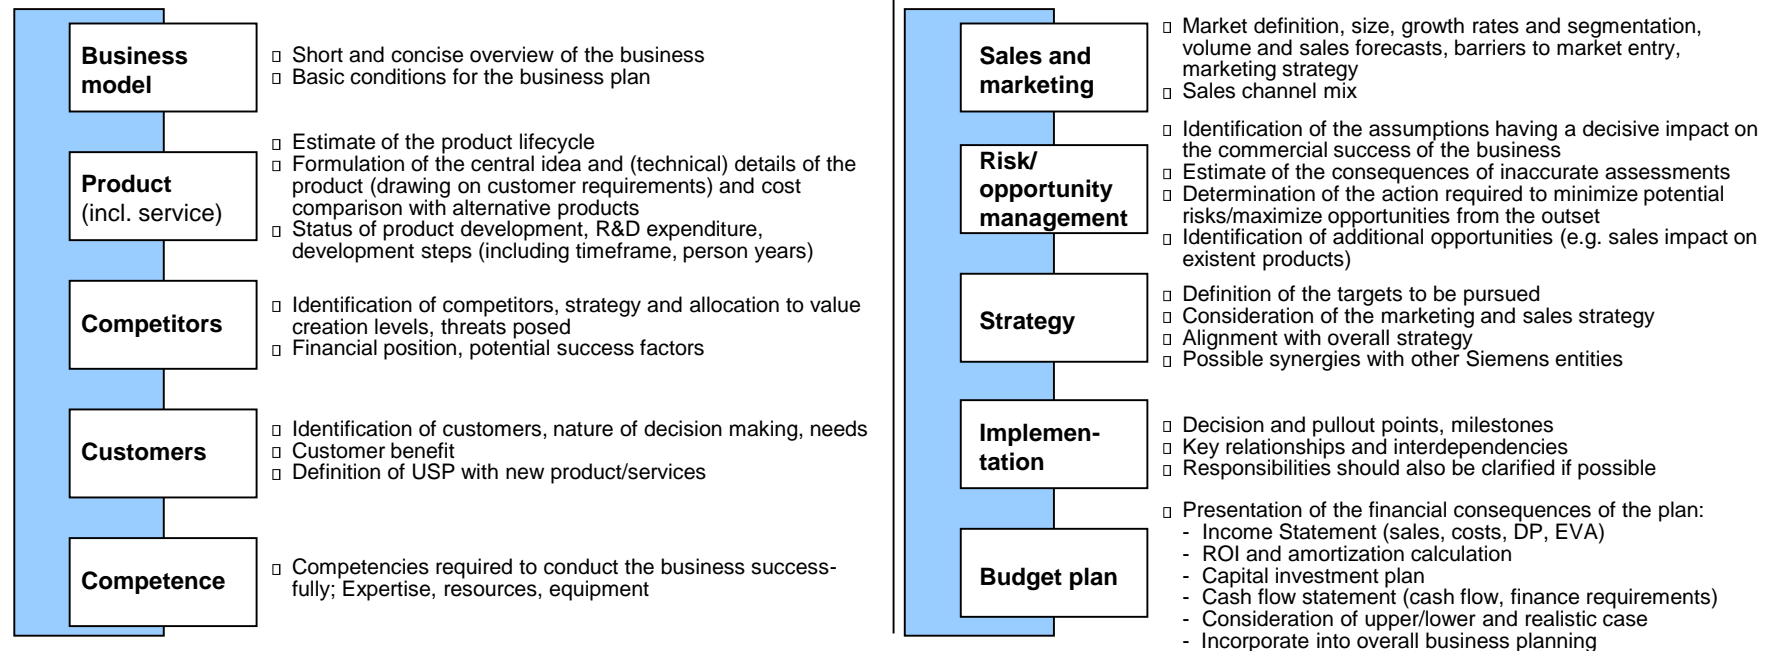 Business
model
▯ Short and concise overview of the business
▯ Basic conditions for the business plan
Product
(incl. service)
▯ Estimate of the product lifecycle
▯ Formulation of the central idea and (technical) details of the
product (drawing on customer requirements) and cost
comparison with alternative products
▯ Status of product development, R&D expenditure,
development steps (including timeframe, person years)
Competitors
▯ Identification of competitors, strategy and allocation to value
creation levels, threats posed
▯ Financial position, potential success factors
Customers
▯ Identification of customers, nature of decision making, needs
▯ Customer benefit
▯ Definition of USP with new product/services
Competence
▯ Competencies required to conduct the business success-
fully; Expertise, resources, equipment
Sales and
marketing
▯ Market definition, size, growth rates and segmentation,
volume and sales forecasts, barriers to market entry,
marketing strategy
▯ Sales channel mix
Risk/
opportunity
management
▯ Identification of the assumptions having a decisive impact on
the commercial success of the business
▯ Estimate of the consequences of inaccurate assessments
▯ Determination of the action required to minimize potential
risks/maximize opportunities from the outset
▯ Identification of additional opportunities (e.g. sales impact on
existent products)
Strategy
▯ Definition of the targets to be pursued
▯ Consideration of the marketing and sales strategy
▯ Alignment with overall strategy
▯ Possible synergies with other Siemens entities
Implemen-
tation
▯ Decision and pullout points, milestones
▯ Key relationships and interdependencies
▯ Responsibilities should also be clarified if possible
Budget plan
▯ Presentation of the financial consequences of the plan:
- Income Statement (sales, costs, DP, EVA)
- ROI and amortization calculation
- Capital investment plan
- Cash flow statement (cash flow, finance requirements)
- Consideration of upper/lower and realistic case
- Incorporate into overall business planning